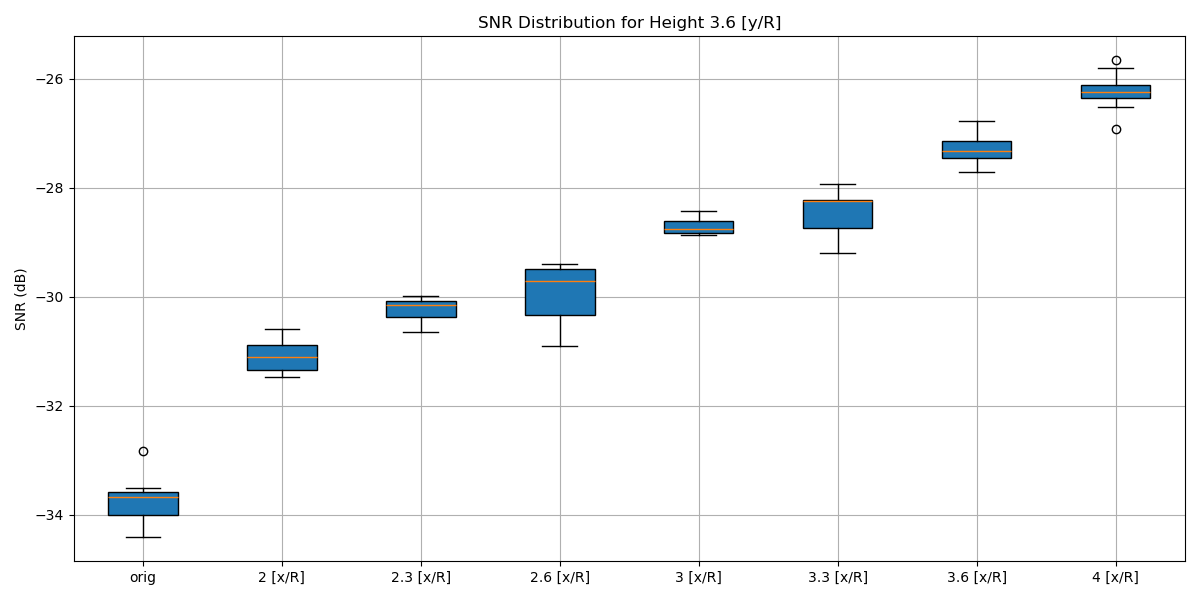 SNR Distribution for Height 3.6 [y/R]
−26
−28
−30
−32
−34
SNR (dB)
orig
2 [x/R]
2.3 [x/R]
2.6 [x/R]
3 [x/R]
3.3 [x/R]
3.6 [x/R]
4 [x/R]